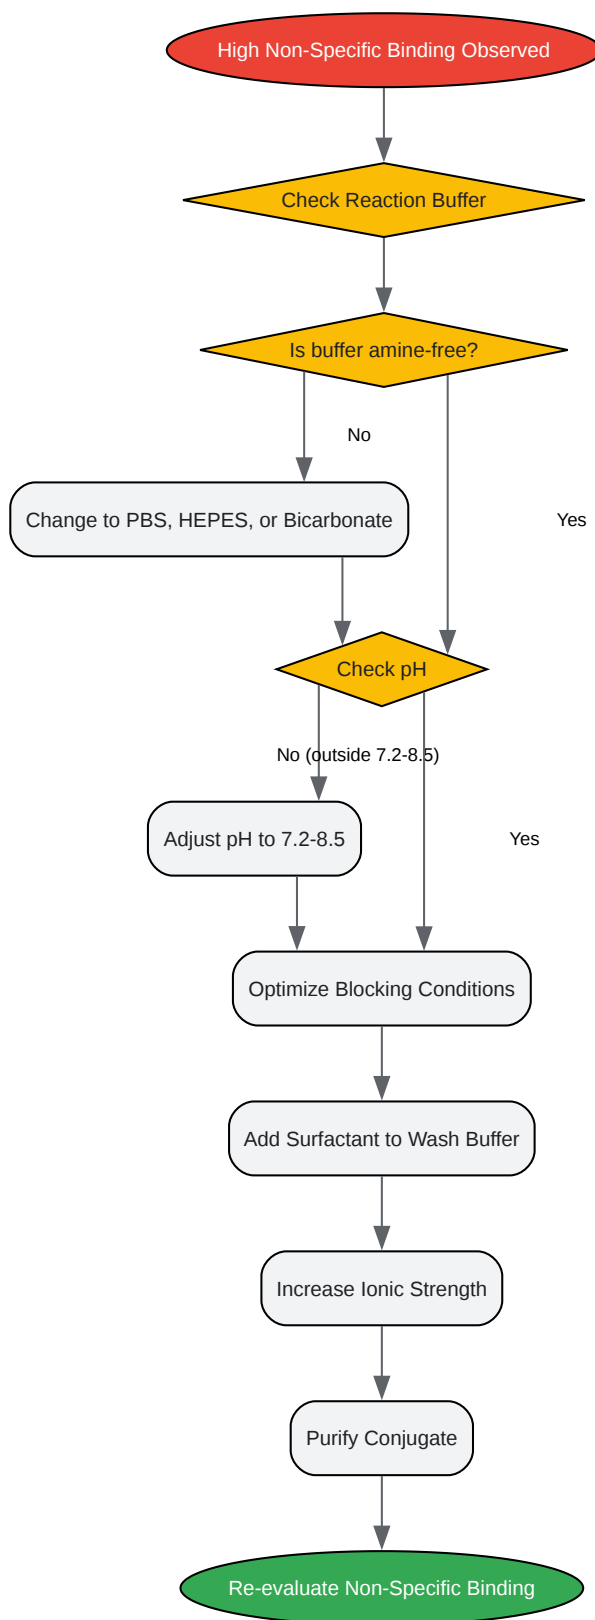 High Non-Specific Binding Observed
Check Reaction Buffer
Is buffer amine-free?
No
Change to PBS, HEPES, or Bicarbonate
Yes
Check pH
No (outside 7.2-8.5)
Adjust pH to 7.2-8.5
Yes
Optimize Blocking Conditions
Add Surfactant to Wash Buffer
Increase Ionic Strength
Purify Conjugate
Re-evaluate Non-Specific Binding